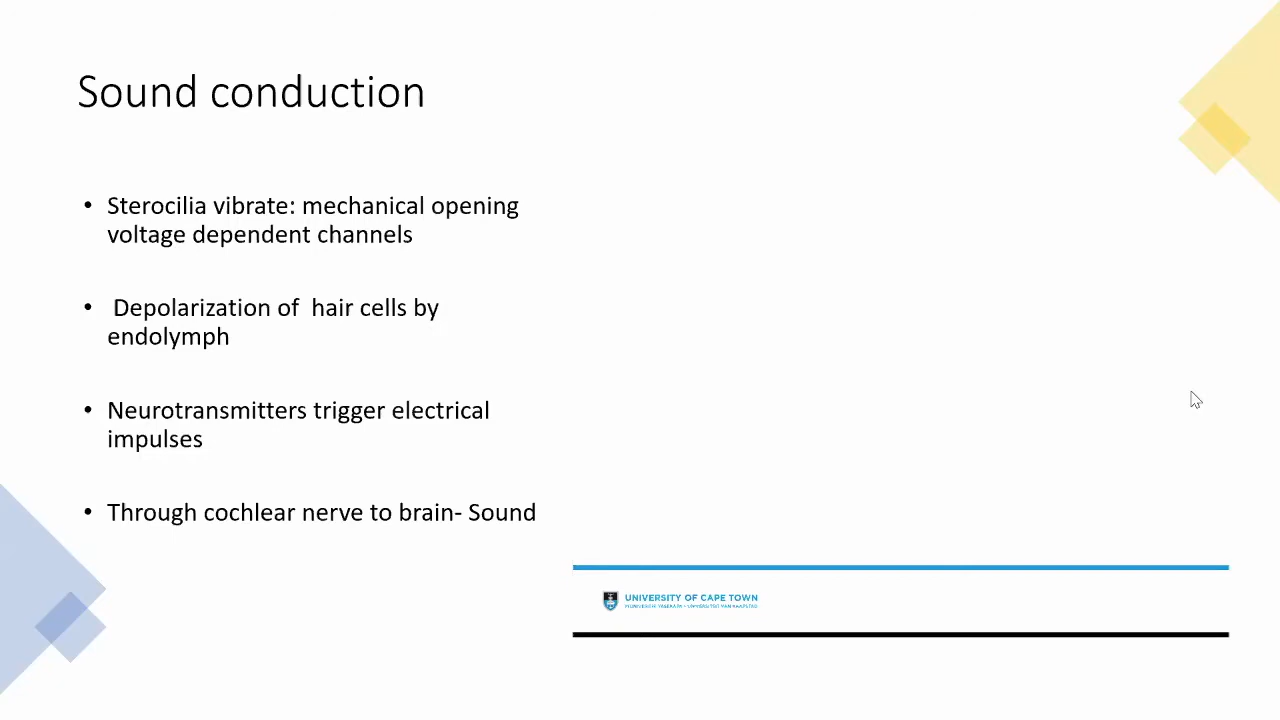 Sound conduction
• Sterocilia vibrate: mechanical opening
voltage dependent channels
• Depolarization of hair cells by
endolymph
• Neurotransmitters trigger electrical
impulses
• Through cochlear nerve to brain- Sound
UNIVERSITY OF CAPE TOWN